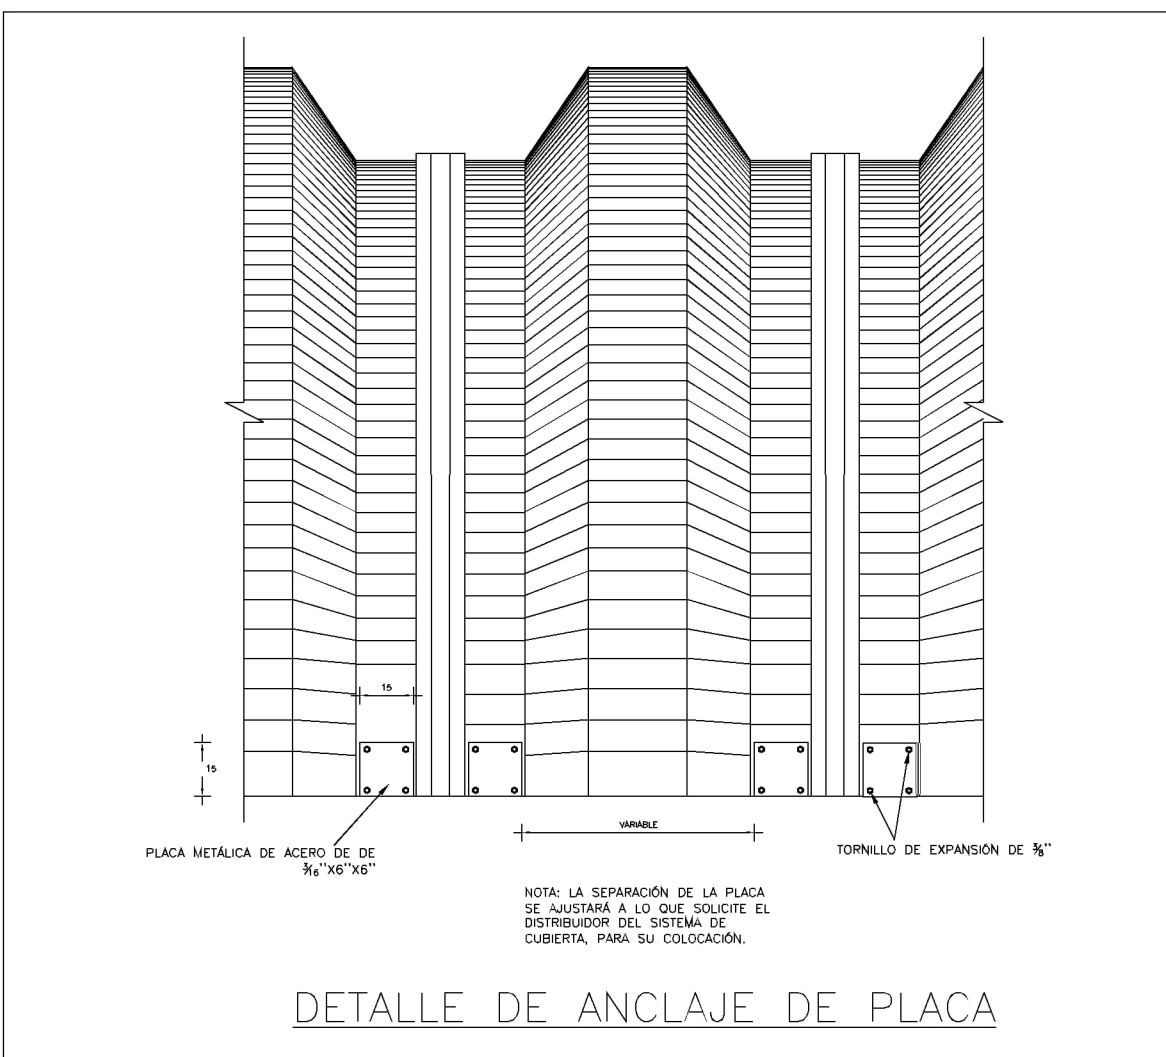 15
15
VARIABLE
PLACA METÁLICA DE ACERO DE DE
3/16"X6"X6"
TORNILLO DE EXPANSIÓN DE 3/8"
NOTA: LA SEPARACIÓN DE LA PLACA
SE AJUSTARÁ A LO QUE SOLICITE EL
DISTRIBUIDOR DEL SISTEMA DE
CUBIERTA, PARA SU COLOCACIÓN.
DETALLE DE ANCLAJE DE PLACA